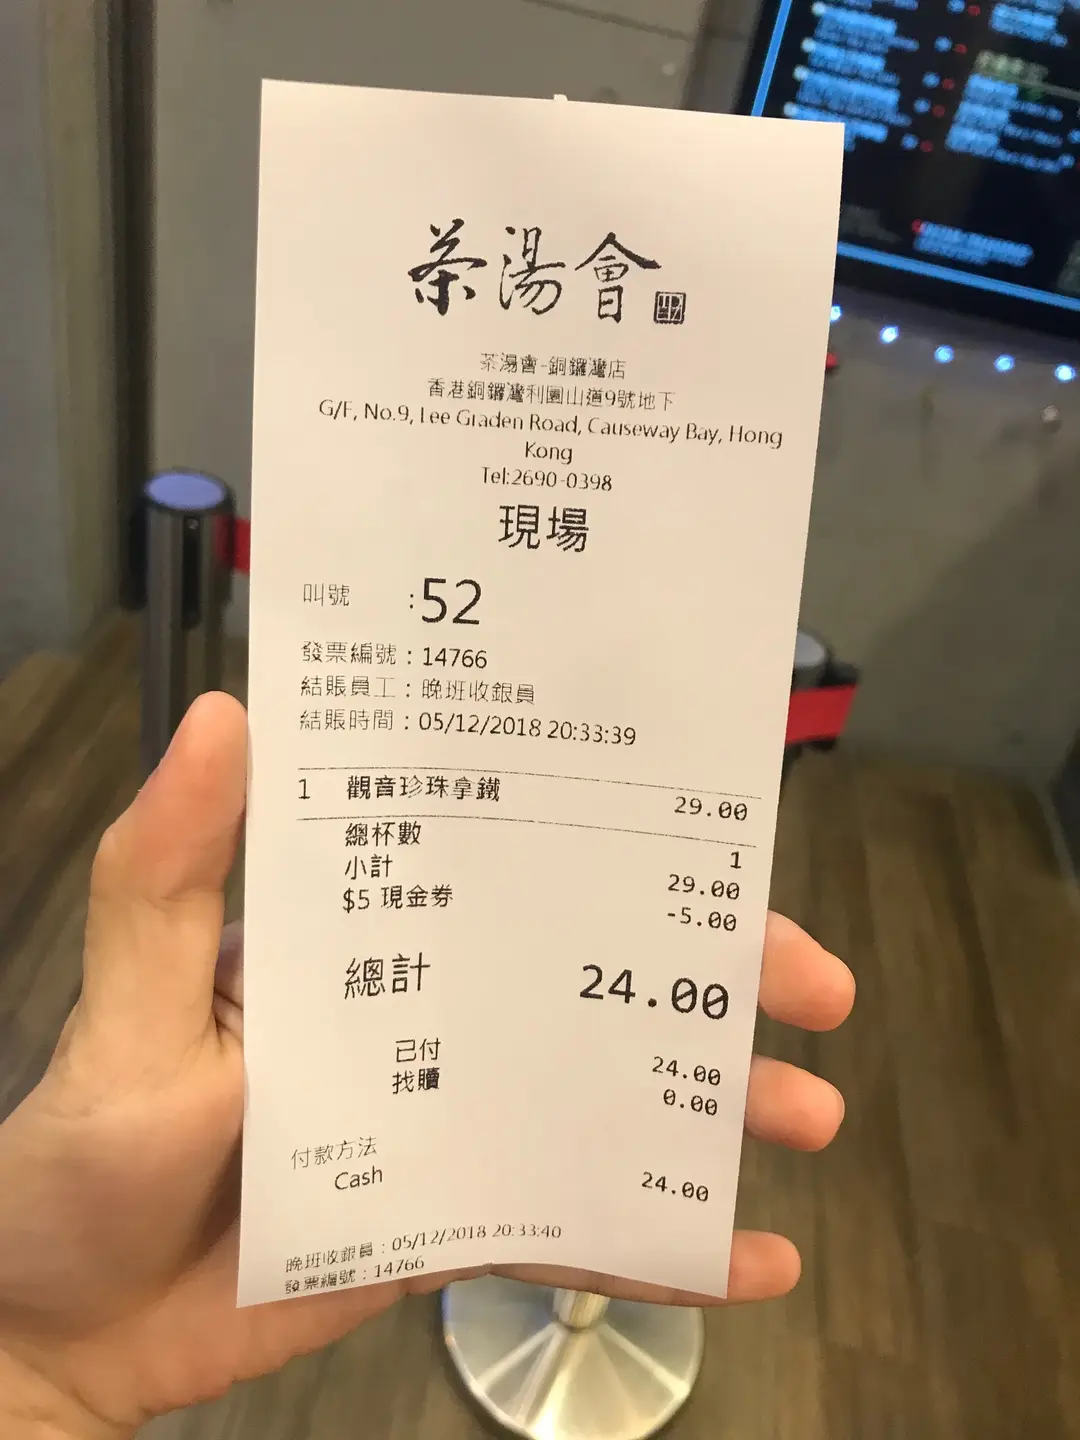 茶湯會
茶湯會-銅鑼灣店
香港銅鑼灣利園山道9號地下
G/F, No.9, Lee Graden Road, Causeway Bay, Hong
Kong
Tel:2690-0398
現場
叫號 :52
發票編號：14766
結賬員工：晚班收銀員
結賬時間：05/12/2018 20:33:39
1 觀音珍珠拿鐵 29.00
總杯數 1
小計 29.00
$5 現金券 -5.00
總計 24.00
已付 24.00
找贖 0.00
付款方法
Cash 24.00
晚班收銀員：05/12/2018 20:33:40
發票編號：14766